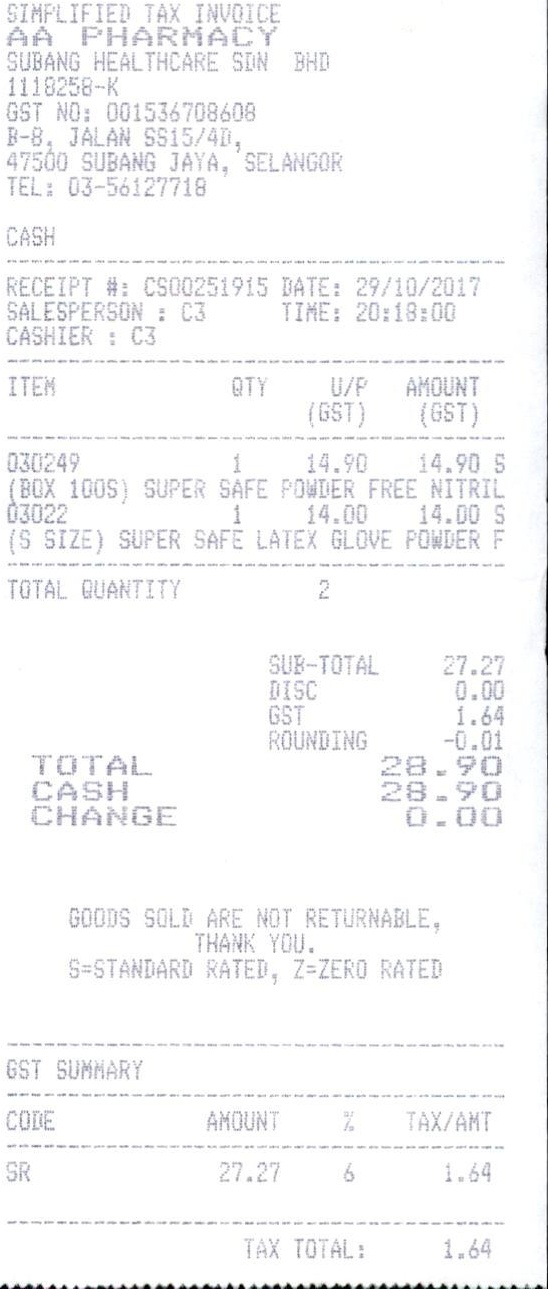 SIMPLIFIED TAX INVOICE
AA PHARMACY
SUBANG HEALTHCARE SDN BHD
1118258-K
GST NO: 001536708608
B-8, JALAN SS15/4D,
47500 SUBANG JAYA, SELANGOR
TEL: 03-56127718
CASH
RECEIPT #: CS00251915 DATE: 29/10/2017
SALESPERSON : C3 TIME: 20:18:00
CASHIER : C3
ITEM QTY U/P AMOUNT
(GST) (GST)
030249 1 14.90 14.90 S
(BOX 100S) SUPER SAFE POWDER FREE NITRIL
03022 1 14.00 14.00 S
(S SIZE) SUPER SAFE LATEX GLOVE POWDER F
TOTAL QUANTITY 2
SUB-TOTAL 27.27
DISC 0.00
GST 1.64
ROUNDING -0.01
TOTAL 28.90
CASH 28.90
CHANGE 0.00
GOODS SOLD ARE NOT RETURNABLE,
THANK YOU.
S=STANDARD RATED, Z=ZERO RATED
GST SUMMARY
CODE AMOUNT % TAX/AMT
SR 27.27 6 1.64
TAX TOTAL: 1.64